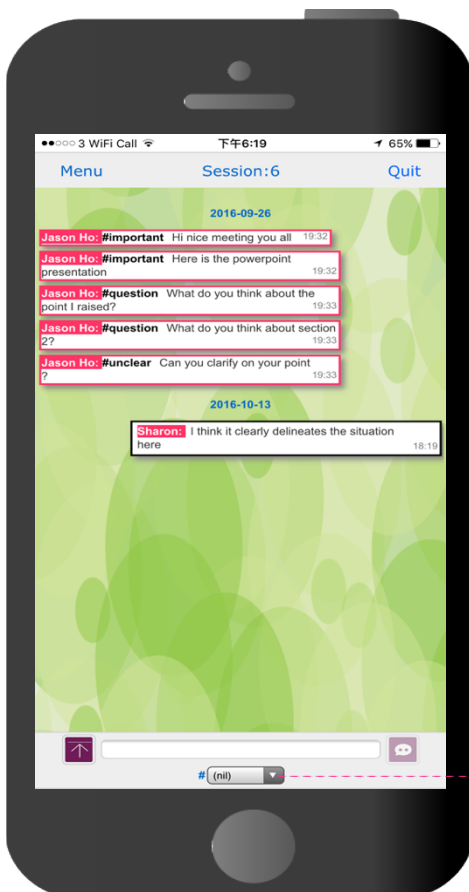 3 WiFi Call 下午6:19 65%
Menu Session:6 Quit
2016-09-26
Jason Ho: #important Hi nice meeting you all 19:32
Jason Ho: #important Here is the powerpoint
presentation 19:32
Jason Ho: #question What do you think about the
point I raised? 19:33
Jason Ho: #question What do you think about section
2? 19:33
Jason Ho: #unclear Can you clarify on your point
? 19:33
2016-10-13
Sharon: I think it clearly delineates the situation
here 18:19
# (nil)